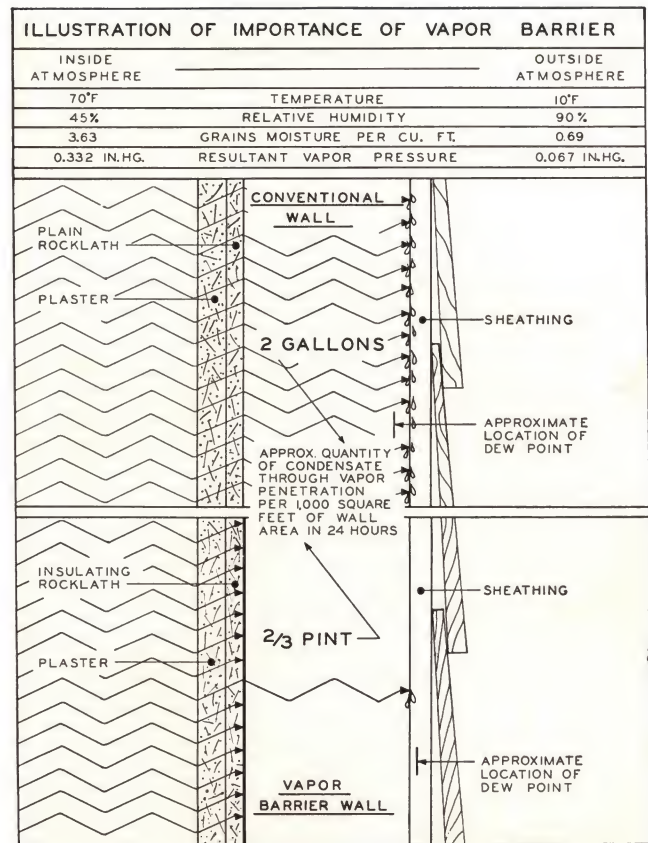 ILLUSTRATION OF IMPORTANCE OF VAPOR BARRIER
INSIDE
ATMOSPHERE
OUTSIDE
ATMOSPHERE
70°F TEMPERATURE 10°F
45% RELATIVE HUMIDITY 90%
3.63 GRAINS MOISTURE PER CU. FT. 0.69
0.332 IN.HG. RESULTANT VAPOR PRESSURE 0.067 IN.HG.
CONVENTIONAL
WALL
PLAIN
ROCKLATH
PLASTER
SHEATHING
2 GALLONS
APPROXIMATE
LOCATION OF
DEW POINT
APPROX. QUANTITY
OF CONDENSATE
THROUGH VAPOR
PENETRATION
PER 1,000 SQUARE
FEET OF WALL
AREA IN 24 HOURS
INSULATING
ROCKLATH
SHEATHING
2/3 PINT
PLASTER
APPROXIMATE
LOCATION OF
DEW POINT
VAPOR
BARRIER WALL